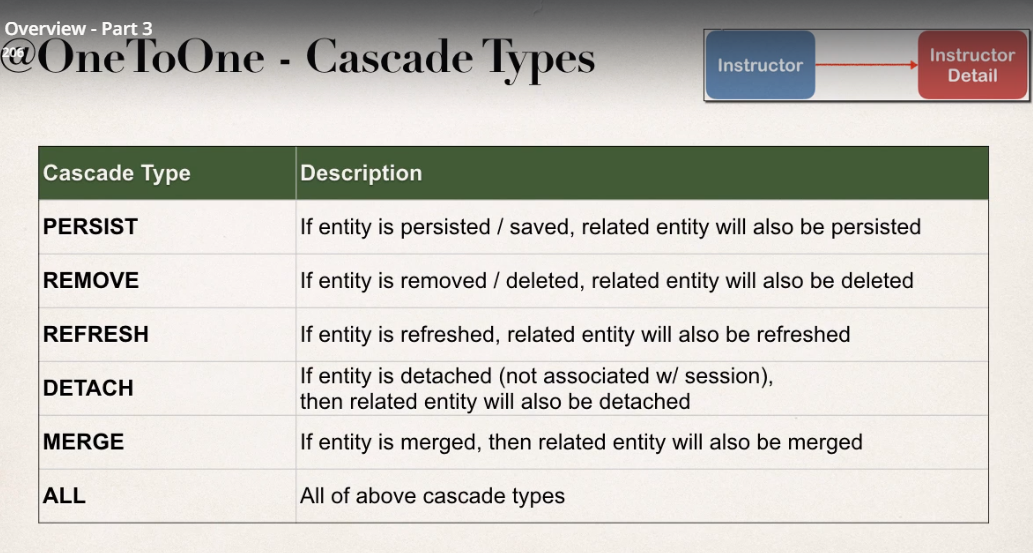 Overview - Part 3
206
@OneToOne - Cascade Types
Instructor
Instructor
Detail
Cascade Type Description
PERSIST If entity is persisted / saved, related entity will also be persisted
REMOVE If entity is removed / deleted, related entity will also be deleted
REFRESH If entity is refreshed, related entity will also be refreshed
DETACH If entity is detached (not associated w/ session),
then related entity will also be detached
MERGE If entity is merged, then related entity will also be merged
ALL All of above cascade types